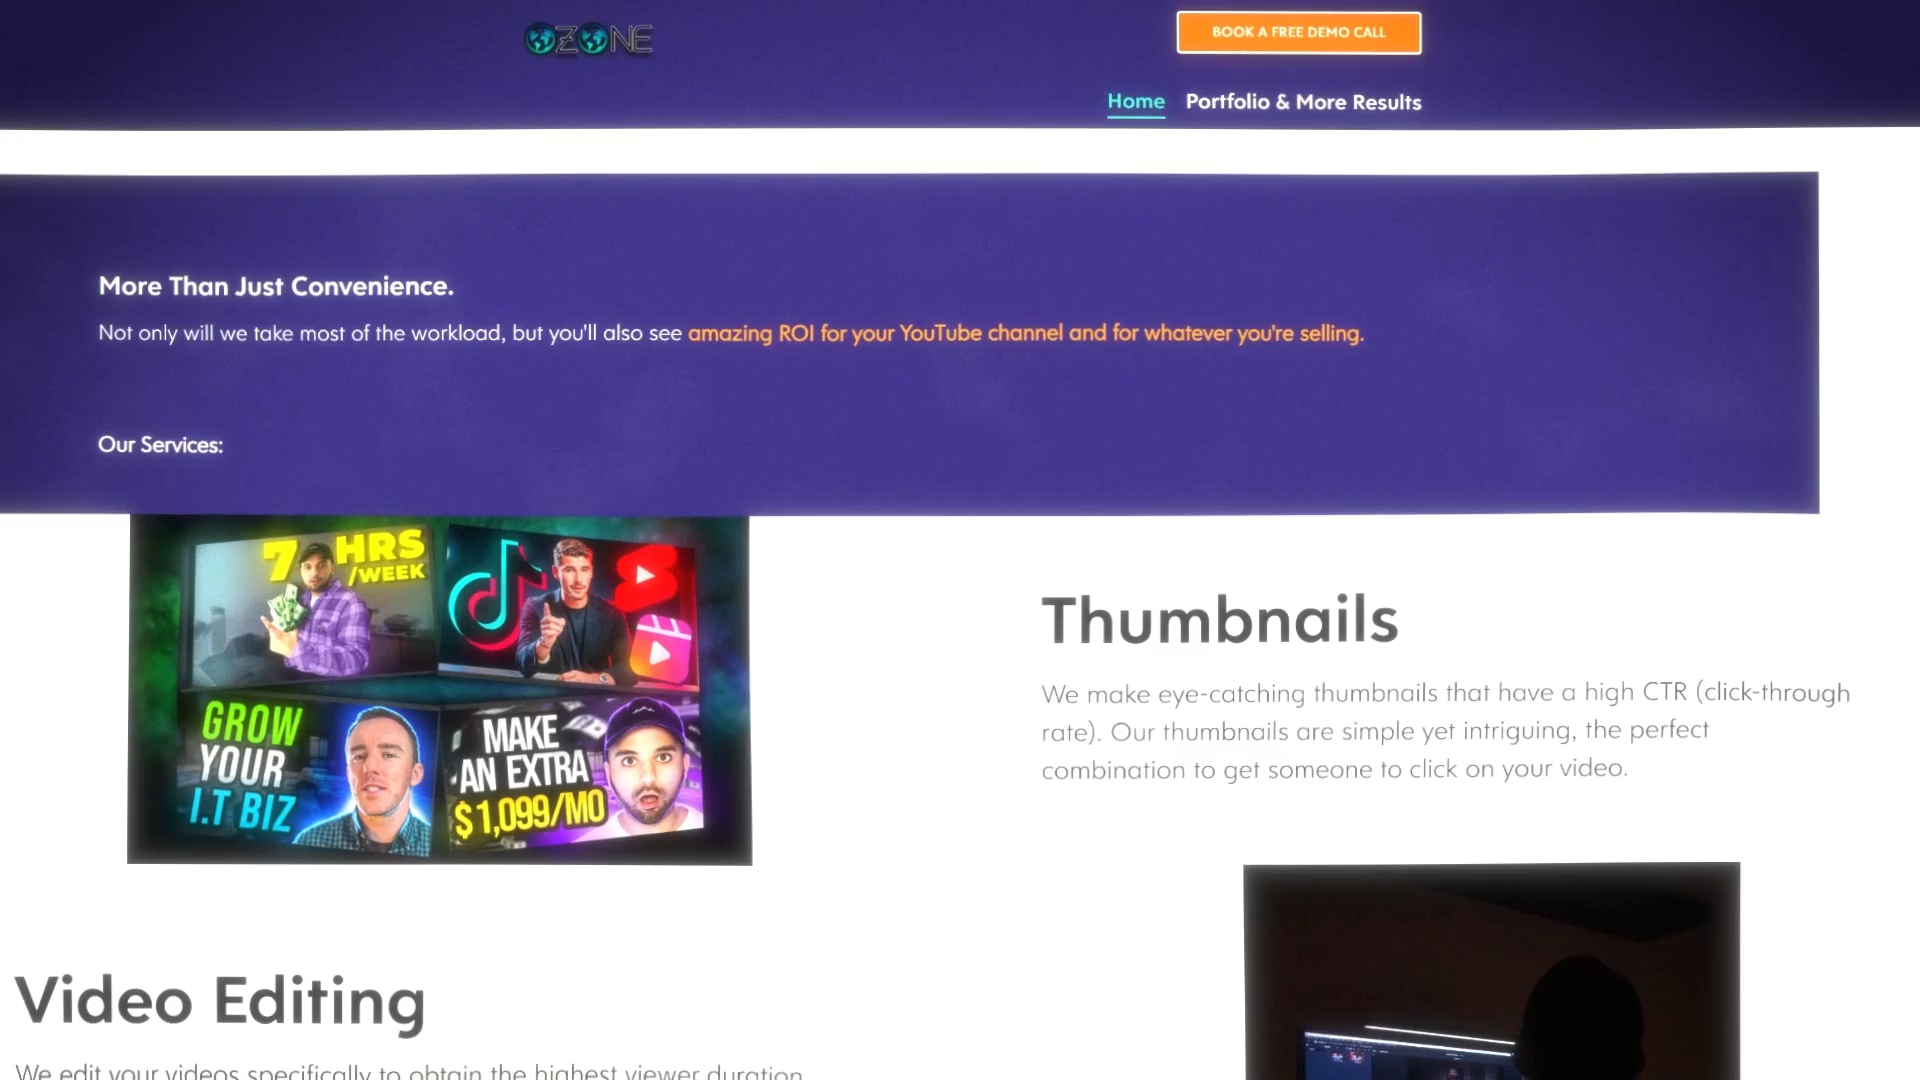 OZONE
BOOK A FREE DEMO CALL
Home Portfolio & More Results
More Than Just Convenience.
Not only will we take most of the workload, but you'll also see amazing ROI for your YouTube channel and for whatever you're selling.
Our Services:
7 HRS
/WEEK
GROW
YOUR
I.T BIZ
MAKE
AN EXTRA
$1,099/MO
Thumbnails
We make eye-catching thumbnails that have a high CTR (click-through
rate). Our thumbnails are simple yet intriguing, the perfect
combination to get someone to click on your video.
Video Editing
We edit your videos specifically to obtain the highest viewer duration